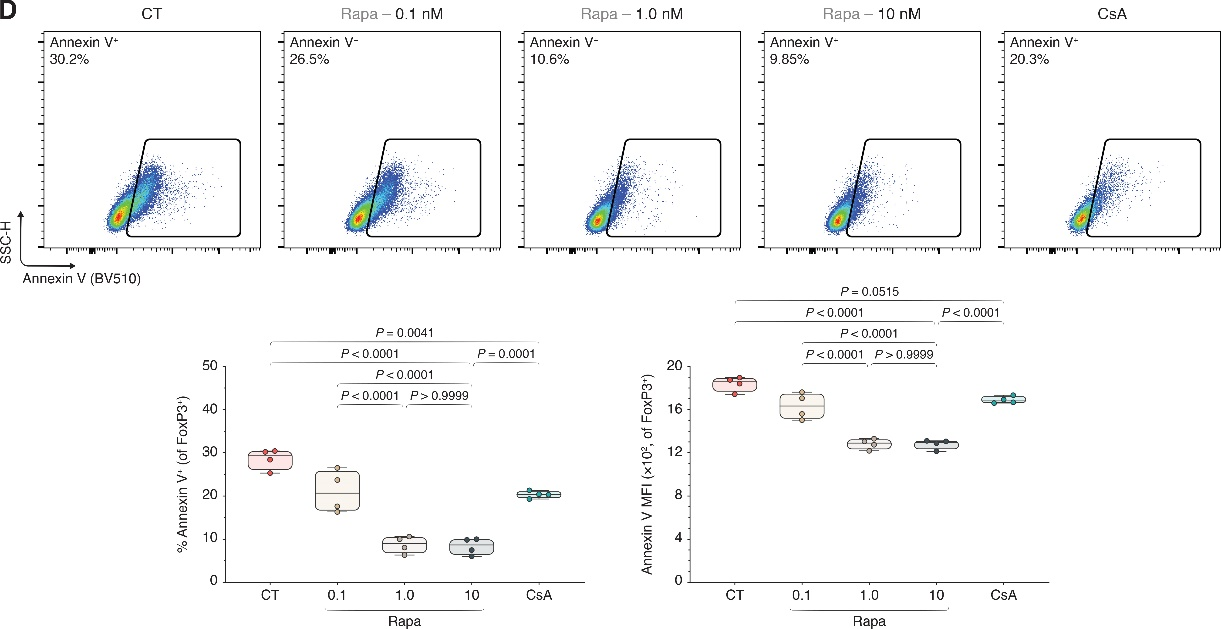 D
CT
Rapa – 0.1 nM
Rapa – 1.0 nM
Rapa – 10 nM
CsA
Annexin V⁺
30.2%
Annexin V⁻
26.5%
Annexin V⁻
10.6%
Annexin V⁻
9.85%
Annexin V⁺
20.3%
SSC-H
Annexin V (BV510)
P = 0.0041
P < 0.0001
P = 0.0001
P < 0.0001
P < 0.0001
P > 0.9999
% Annexin V⁺ (of FoxP3⁺)
50
40
30
20
10
0
CT
0.1
1.0
10
CsA
Rapa
P = 0.0515
P < 0.0001
P < 0.0001
P < 0.0001
P < 0.0001
P > 0.9999
Annexin V MFI (×10², of FoxP3⁺)
20
16
12
8
4
0
CT
0.1
1.0
10
CsA
Rapa